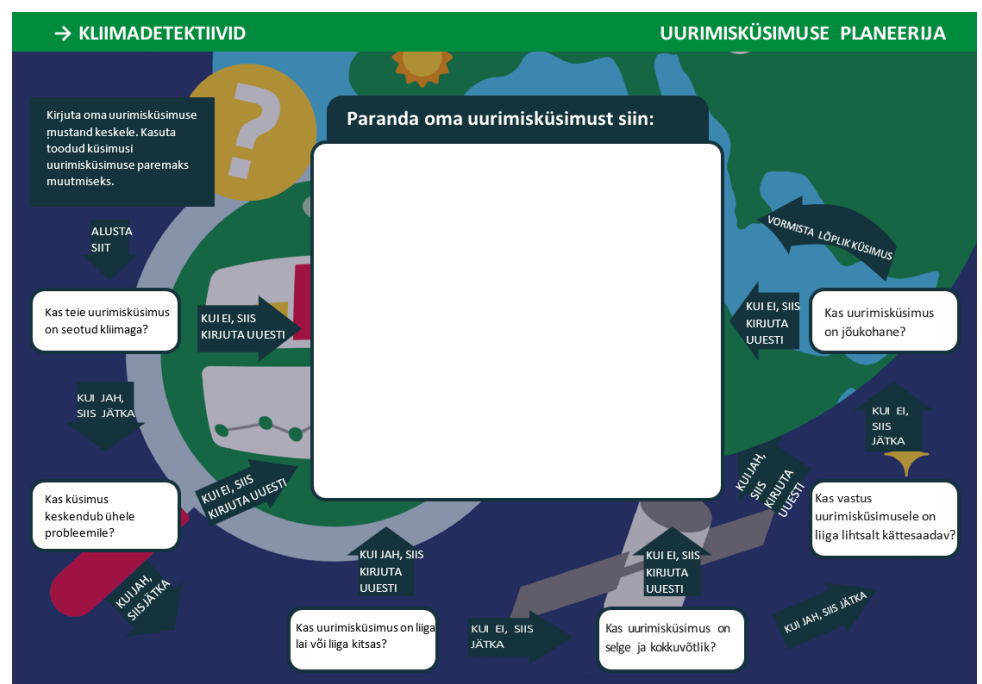 → KLIIMADETEKTIIVID
UURIMISKÜSIMUSE PLANEERIJA
Kirjuta oma uurimisküsimuse
mustand keskele. Kasuta
toodud küsimusi
uurimisküsimuse paremaks
muutmiseks.
Paranda oma uurimisküsimust siin:
ALUSTA
SIIT
Kas teie uurimisküsimus
on seotud kliimaga?
KUI EI, SIIS
KIRJUTA UUESTI
KUI JAH,
SIIS JÄTKA
Kas küsimus
keskendub ühele
probleemile?
KUI EI, SIIS
KIRJUTA UUESTI
KUI JAH,
SIIS JÄTKA
Kas uurimisküsimus on liiga
lai või liiga kitsas?
KUI JAH, SIIS
KIRJUTA
UUESTI
KUI EI, SIIS
JÄTKA
Kas uurimisküsimus on
selge ja kokkuvõtlik?
KUI EI, SIIS
KIRJUTA
UUESTI
KUI JAH, SIIS JÄTKA
Kas vastus
uurimisküsimusele on
liiga lihtsalt kättesaadav?
KUI JAH,
SIIS
KIRJUTA
UUESTI
KUI EI,
SIIS
JÄTKA
Kas uurimisküsimus
on jõukohane?
KUI EI, SIIS
KIRJUTA
UUESTI
VORMISTA LÕPLIK KÜSIMUS